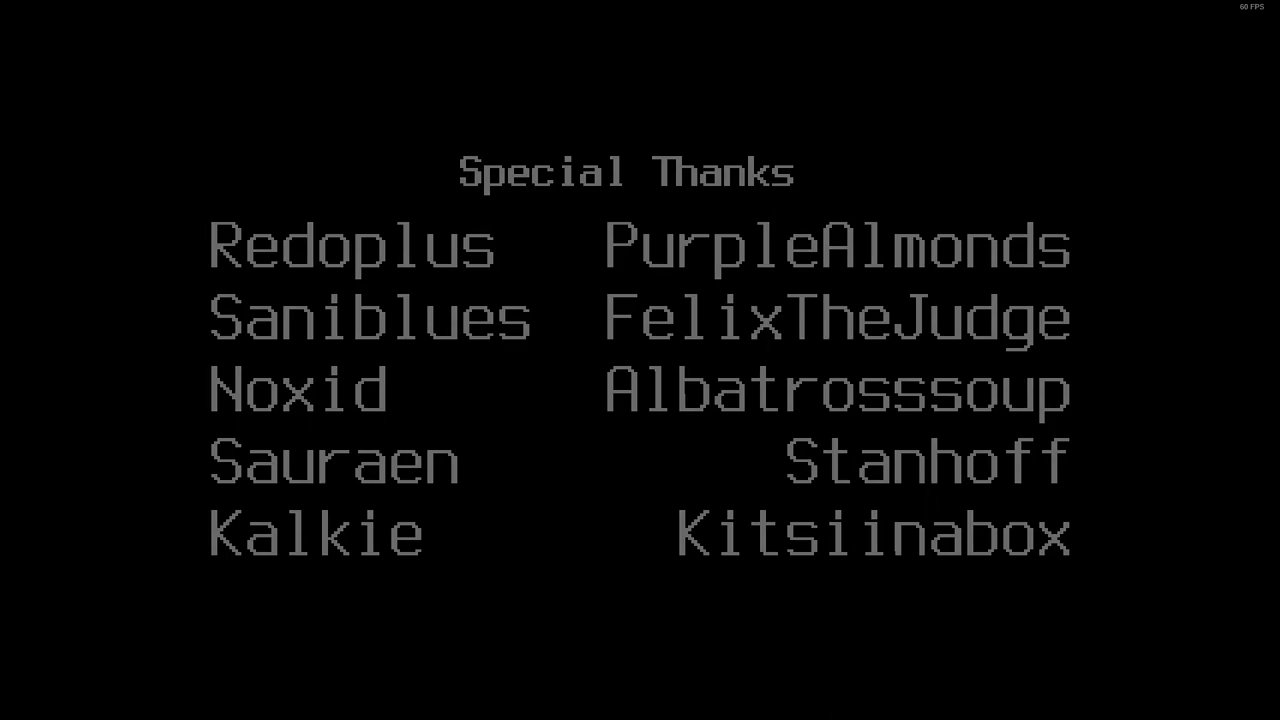 60 FPS
Special Thanks
Redoplus PurpleAlmonds
Saniblues FelixTheJudge
Noxid Albatrosssoup
Sauraen Stanhoff
Kalkie Kitsiinabox